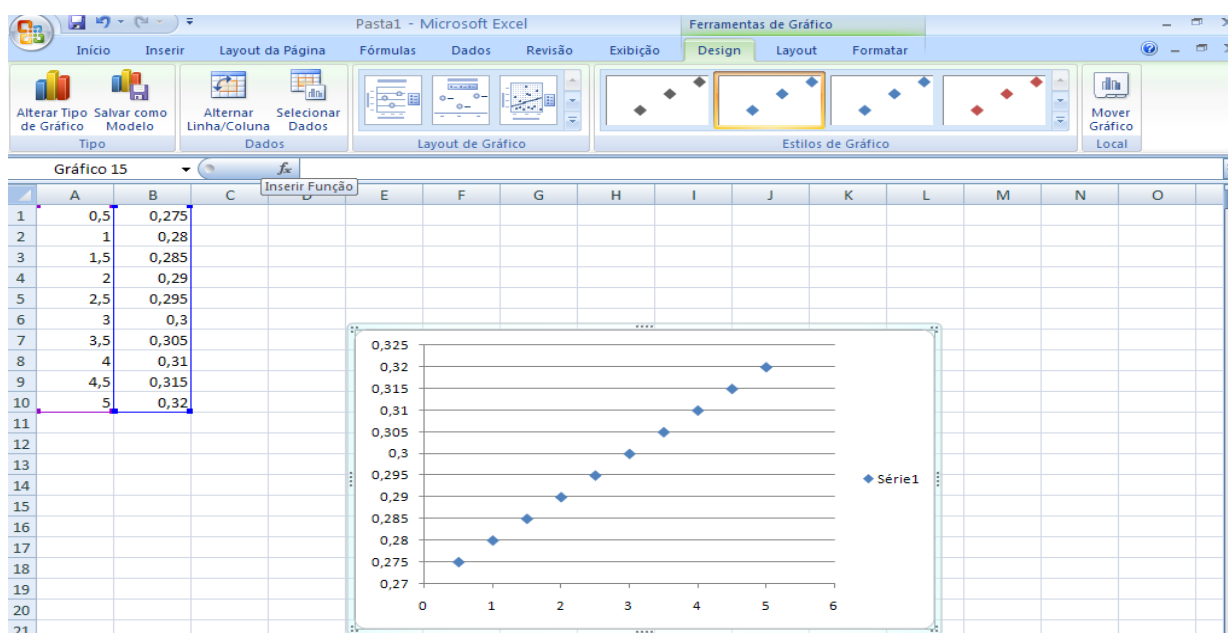 Pasta1 - Microsoft Excel
Ferramentas de Gráfico
Início Inserir Layout da Página Fórmulas Dados Revisão Exibição Design Layout Formatar
Alterar Tipo de Gráfico
Salvar como Modelo
Alternar Linha/Coluna
Selecionar Dados
Mover Gráfico
Tipo Dados Layout de Gráfico Estilos de Gráfico Local
Gráfico 15 fx
Inserir Função
A B C D E F G H I J K L M N O
1 0,5 0,275
2 1 0,28
3 1,5 0,285
4 2 0,29
5 2,5 0,295
6 3 0,3
7 3,5 0,305
8 4 0,31
9 4,5 0,315
10 5 0,32
11
12
13
14
15
16
17
18
19
20
21
0,325
0,32
0,315
0,31
0,305
0,3
0,295
0,29
0,285
0,28
0,275
0,27
0 1 2 3 4 5 6
Série1